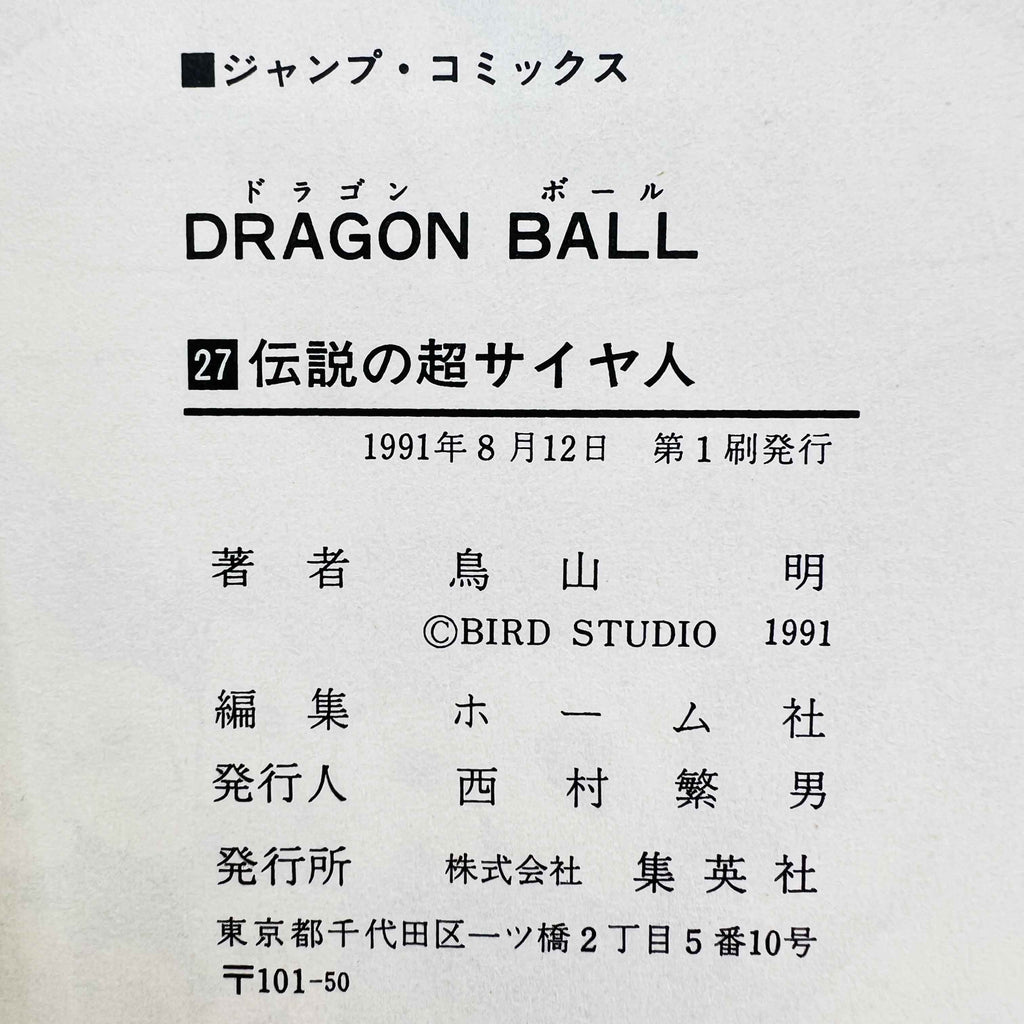 ■ジャンプ・コミックス
ドラゴン ボール
DRAGON BALL
27 伝説の超サイヤ人
1991年8月12日 第1刷発行
著者 鳥山 明
©BIRD STUDIO 1991
編集 ホーム社
発行人 西村繁男
発行所 株式会社 集英社
東京都千代田区一ツ橋2丁目5番10号
〒101-50